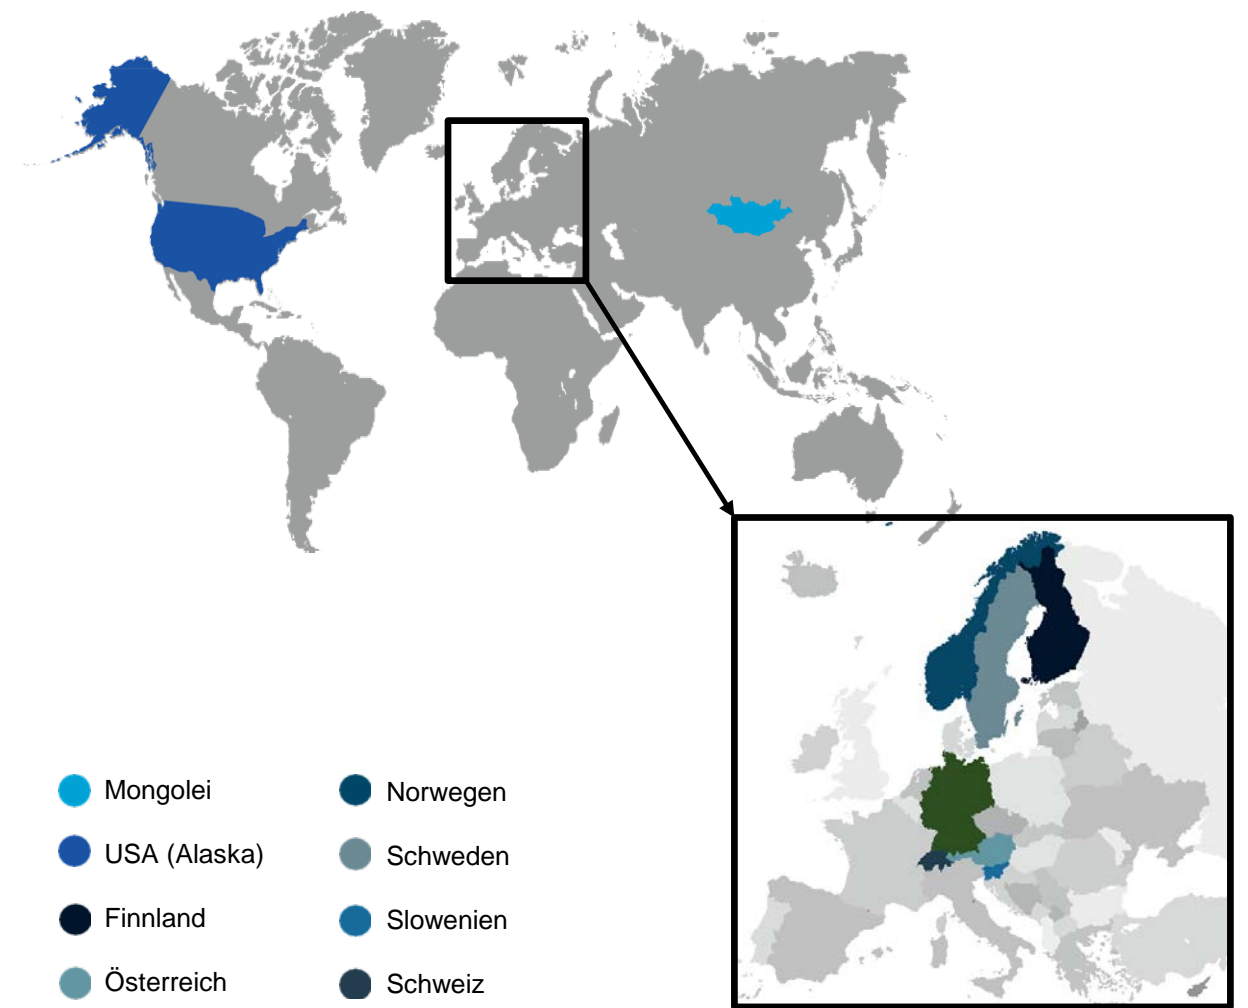 Mongolei
USA (Alaska)
Finnland
Österreich
Norwegen
Schweden
Slowenien
Schweiz